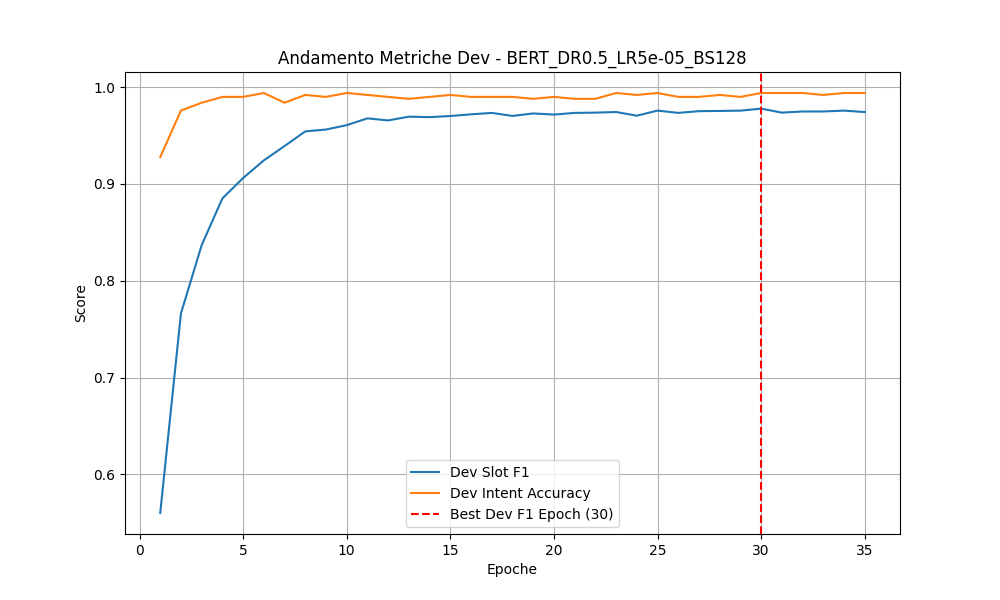 Andamento Metriche Dev - BERT_DR0.5_LR5e-05_BS128
1.0
0.9
0.8
0.7
0.6
Score
Dev Slot F1
Dev Intent Accuracy
Best Dev F1 Epoch (30)
0 5 10 15 20 25 30 35
Epoche